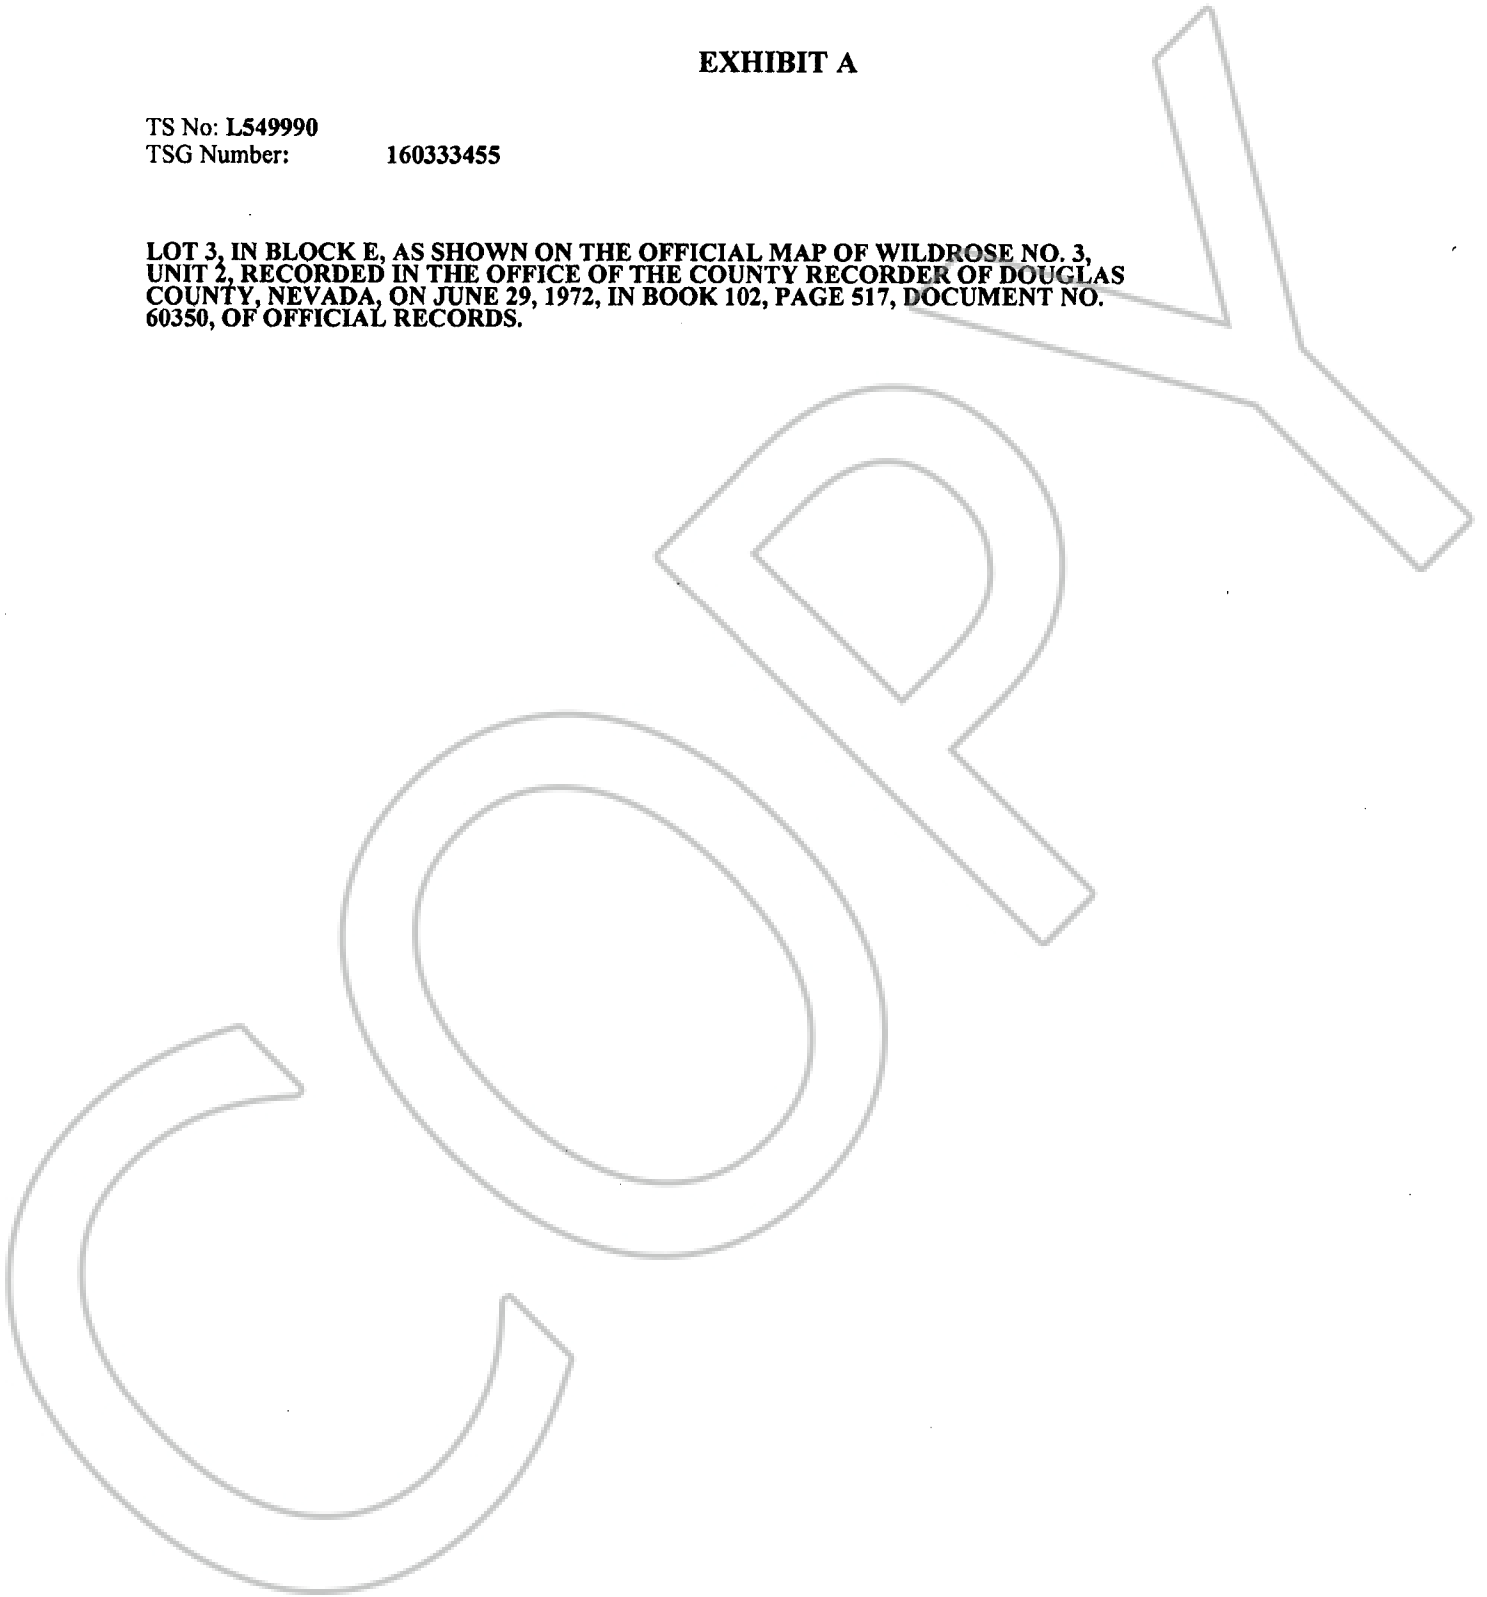 EXHIBIT A
TS No: L549990
TSG Number: 160333455
LOT 3, IN BLOCK E, AS SHOWN ON THE OFFICIAL MAP OF WILDROSE NO. 3,
UNIT 2, RECORDED IN THE OFFICE OF THE COUNTY RECORDER OF DOUGLAS
COUNTY, NEVADA, ON JUNE 29, 1972, IN BOOK 102, PAGE 517, DOCUMENT NO.
60350, OF OFFICIAL RECORDS.
COPY